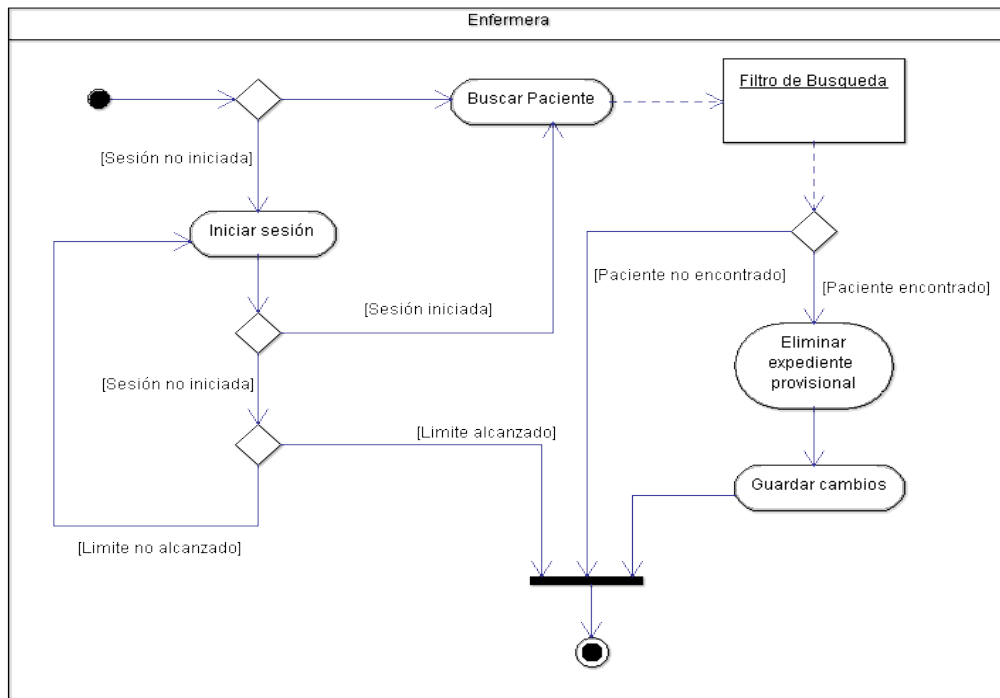 Enfermera
Buscar Paciente
Filtro de Busqueda
[Sesión no iniciada]
Iniciar sesión
[Paciente no encontrado]
[Paciente encontrado]
[Sesión iniciada]
Eliminar
expediente
provisional
[Sesión no iniciada]
[Limite alcanzado]
Guardar cambios
[Limite no alcanzado]